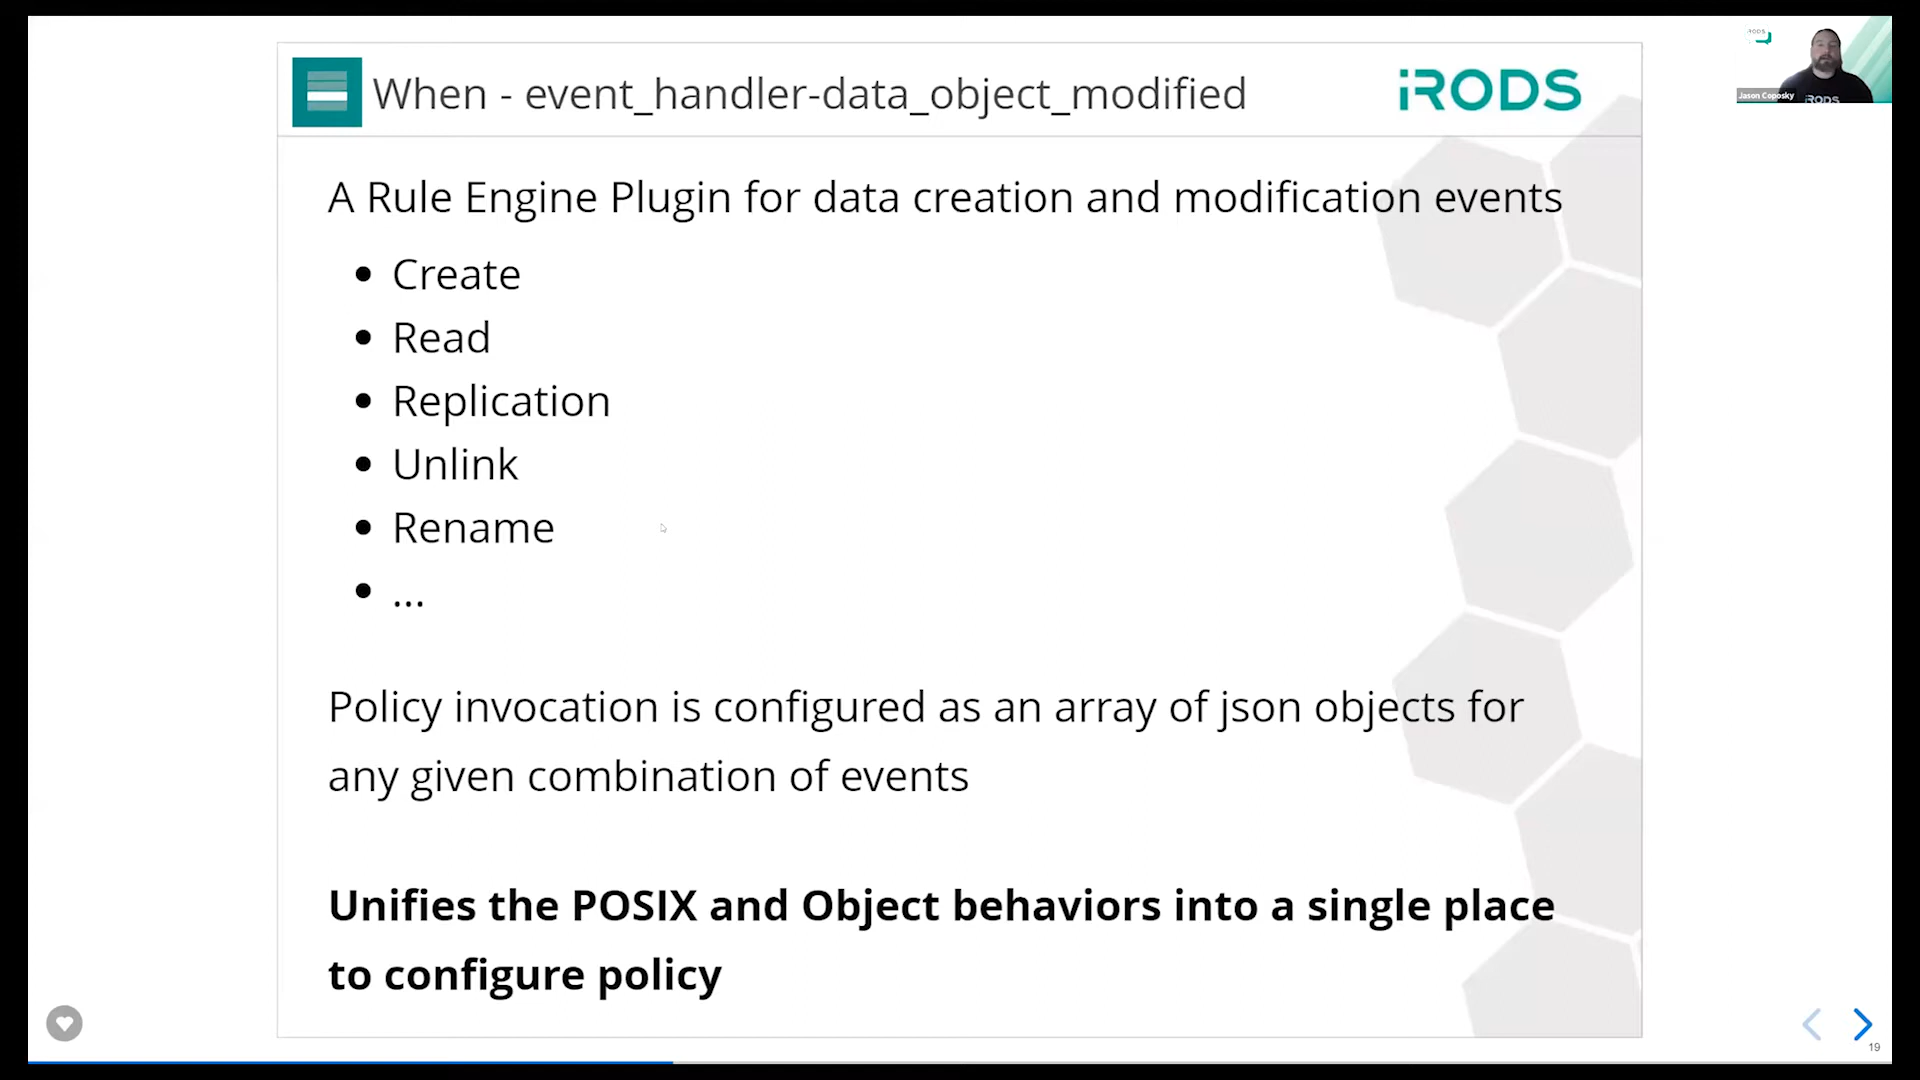 When - event_handler-data_object_modified
iRODS
iRODS
Jason Coposky
iRODS
A Rule Engine Plugin for data creation and modification events
• Create
• Read
• Replication
• Unlink
• Rename
• ...
Policy invocation is configured as an array of json objects for
any given combination of events
Unifies the POSIX and Object behaviors into a single place
to configure policy
19